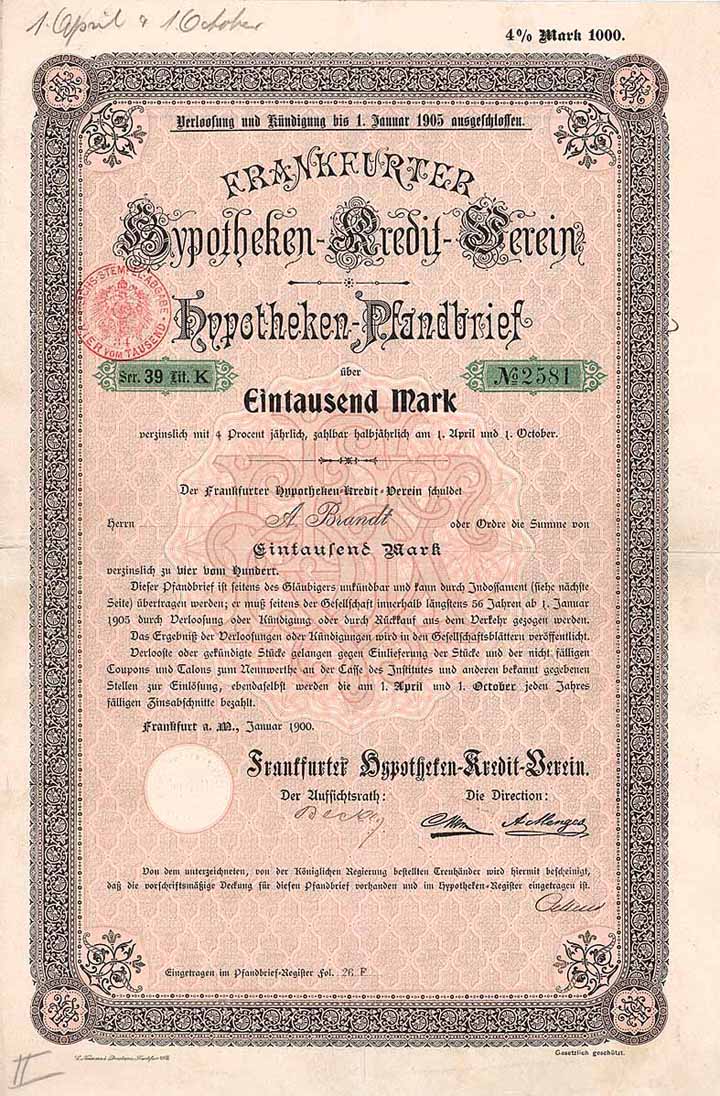 1. April & 1 October
4% Mark 1000.
Verloosung und Kündigung bis 1. Januar 1905 ausgeschlossen.
FRANKFURTER
Hypotheken-Kredit-Verein
Hypotheken-Pfandbrief
Ser. 39 Lit. K
über
№ 2581
Eintausend Mark
verzinslich mit 4 Procent jährlich, zahlbar halbjährlich am 1. April und 1. October.
Der Frankfurter Hypotheken-Kredit-Verein schuldet
Herrn A Brandt oder Ordre die Summe von
Eintausend Mark
verzinslich zu vier vom Hundert.
Dieser Pfandbrief ist seitens des Gläubigers unkündbar und kann durch Indossament (siehe nächste
Seite) übertragen werden; er muß seitens der Gesellschaft innerhalb längstens 56 Jahren ab 1. Januar
1905 durch Verloosung oder Kündigung oder durch Rückkauf aus dem Verkehr gezogen werden.
Das Ergebniß der Verloosungen oder Kündigungen wird in den Gesellschaftsblättern veröffentlicht.
Verlooste oder gekündigte Stücke gelangen gegen Einlieferung der Stücke und der nicht fälligen
Coupons und Talons zum Nennwerthe an der Casse des Institutes und anderen bekannt gegebenen
Stellen zur Einlösung, ebendaselbst werden die am 1. April und 1. October jeden Jahres
fälligen Zinsabschnitte bezahlt.
Frankfurt a. M., Januar 1900.
Frankfurter Hypotheken-Kredit-Verein.
Der Aufsichtsrath: Die Direction:
A Menges
Von dem unterzeichneten, von der Königlichen Regierung bestellten Treuhänder wird hiermit bescheinigt,
daß die vorschriftsmäßige Deckung für diesen Pfandbrief vorhanden und im Hypotheken-Register eingetragen ist.
Eingetragen im Pfandbrief-Register Fol. 26 F
Gesetzlich geschützt.
II
STEMPEL-ABGABE
VIER VOM TAUSEND